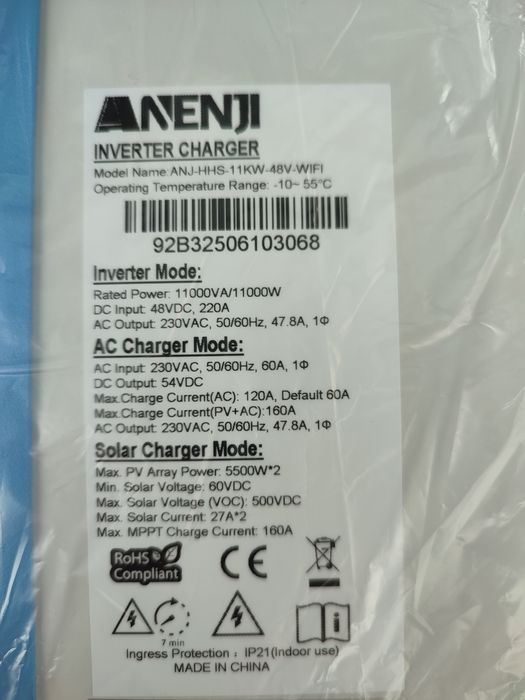 ANENJI
INVERTER CHARGER
Model Name:ANJ-HHS-11KW-48V-WIFI
Operating Temperature Range: -10~ 55°C
92B32506103068
Inverter Mode:
Rated Power: 11000VA/11000W
DC Input: 48VDC, 220A
AC Output: 230VAC, 50/60Hz, 47.8A, 1Φ
AC Charger Mode:
AC Input: 230VAC, 50/60Hz, 60A, 1Φ
DC Output: 54VDC
Max.Charge Current(AC): 120A, Default 60A
Max.Charge Current(PV+AC):160A
AC Output: 230VAC, 50/60Hz, 47.8A, 1Φ
Solar Charger Mode:
Max. PV Array Power: 5500W*2
Min. Solar Voltage: 60VDC
Max. Solar Voltage (VOC): 500VDC
Max. Solar Current: 27A*2
Max. MPPT Charge Current: 160A
RoHS
Compliant
CE
7 min
i
Ingress Protection : IP21(Indoor use)
MADE IN CHINA